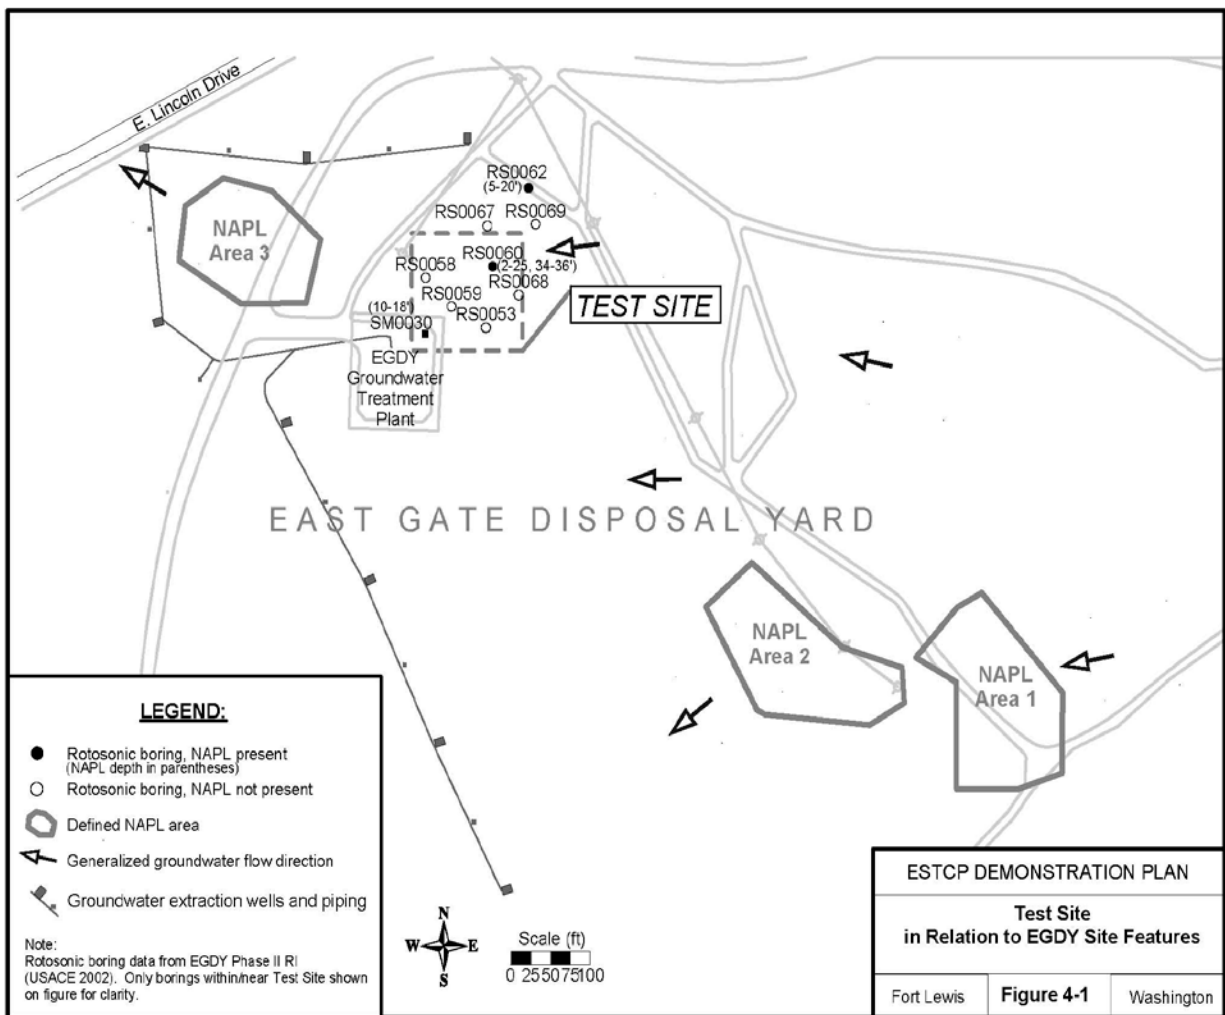 E. Lincoln Drive
RS0062
(5-20')
RS0067
RS0069
NAPL
Area 3
RS0060
(2-25, 34-36')
RS0058
RS0068
RS0059
(10-18')
RS0053
SM0030
TEST SITE
EGDY
Groundwater
Treatment
Plant
EAST GATE DISPOSAL YARD
NAPL
Area 2
NAPL
Area 1
LEGEND:
Rotosonic boring, NAPL present
(NAPL depth in parentheses)
Rotosonic boring, NAPL not present
Defined NAPL area
Generalized groundwater flow direction
Groundwater extraction wells and piping
Note:
Rotosonic boring data from EGDY Phase II RI
(USACE 2002). Only borings within/near Test Site shown
on figure for clarity.
N
W E
S
Scale (ft)
0 25 50 75 100
ESTCP DEMONSTRATION PLAN
Test Site
in Relation to EGDY Site Features
Fort Lewis Figure 4-1 Washington